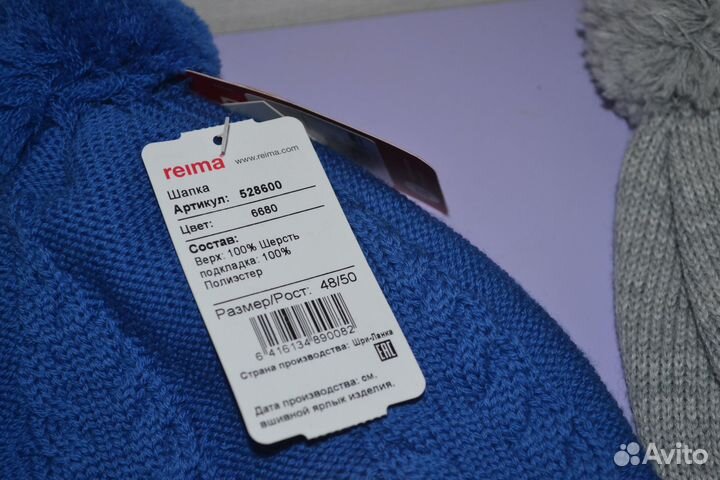 reima www.reima.com
Шапка
Артикул: 528600
Цвет: 6680
Состав:
Верх: 100% Шерсть
подкладка: 100%
Полиэстер
Размер/Рост: 48/50
6 416134 890082
Страна производства: Шри-Ланка
EAC
Дата производства: см.
вшивной ярлык изделия.
Avito